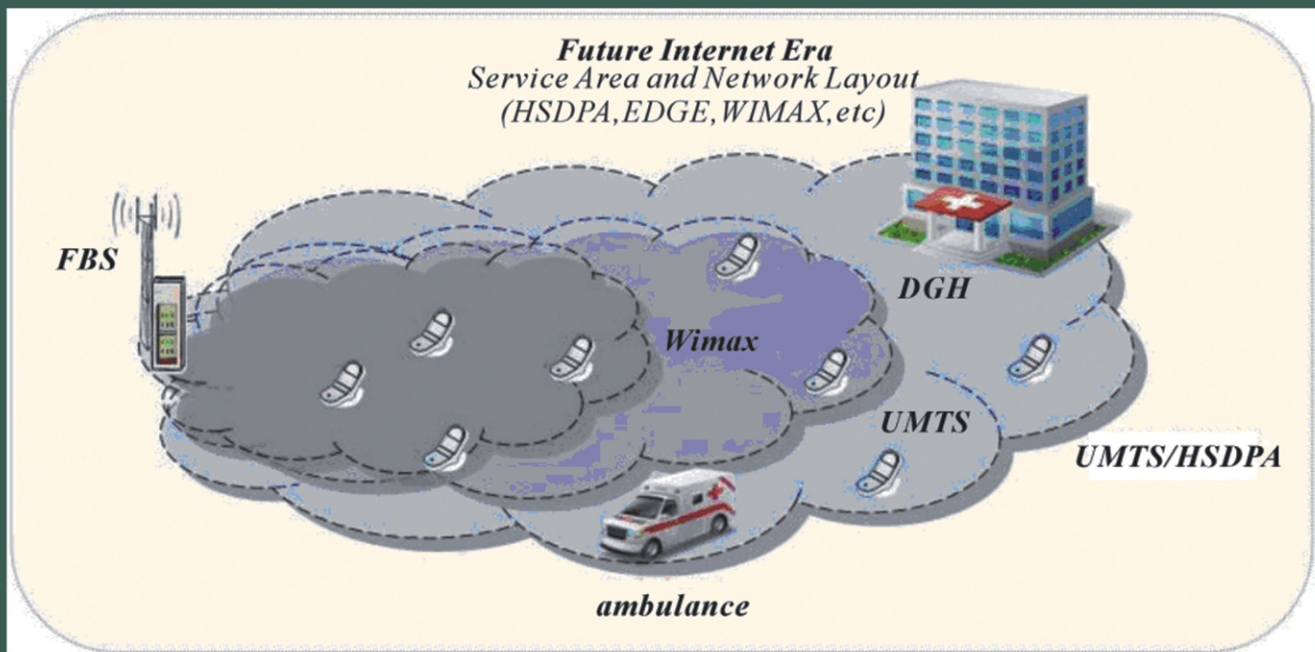 Future Internet Era
Service Area and Network Layout
(HSDPA,EDGE,WIMAX,etc)
FBS
DGH
Wimax
UMTS
UMTS/HSDPA
ambulance